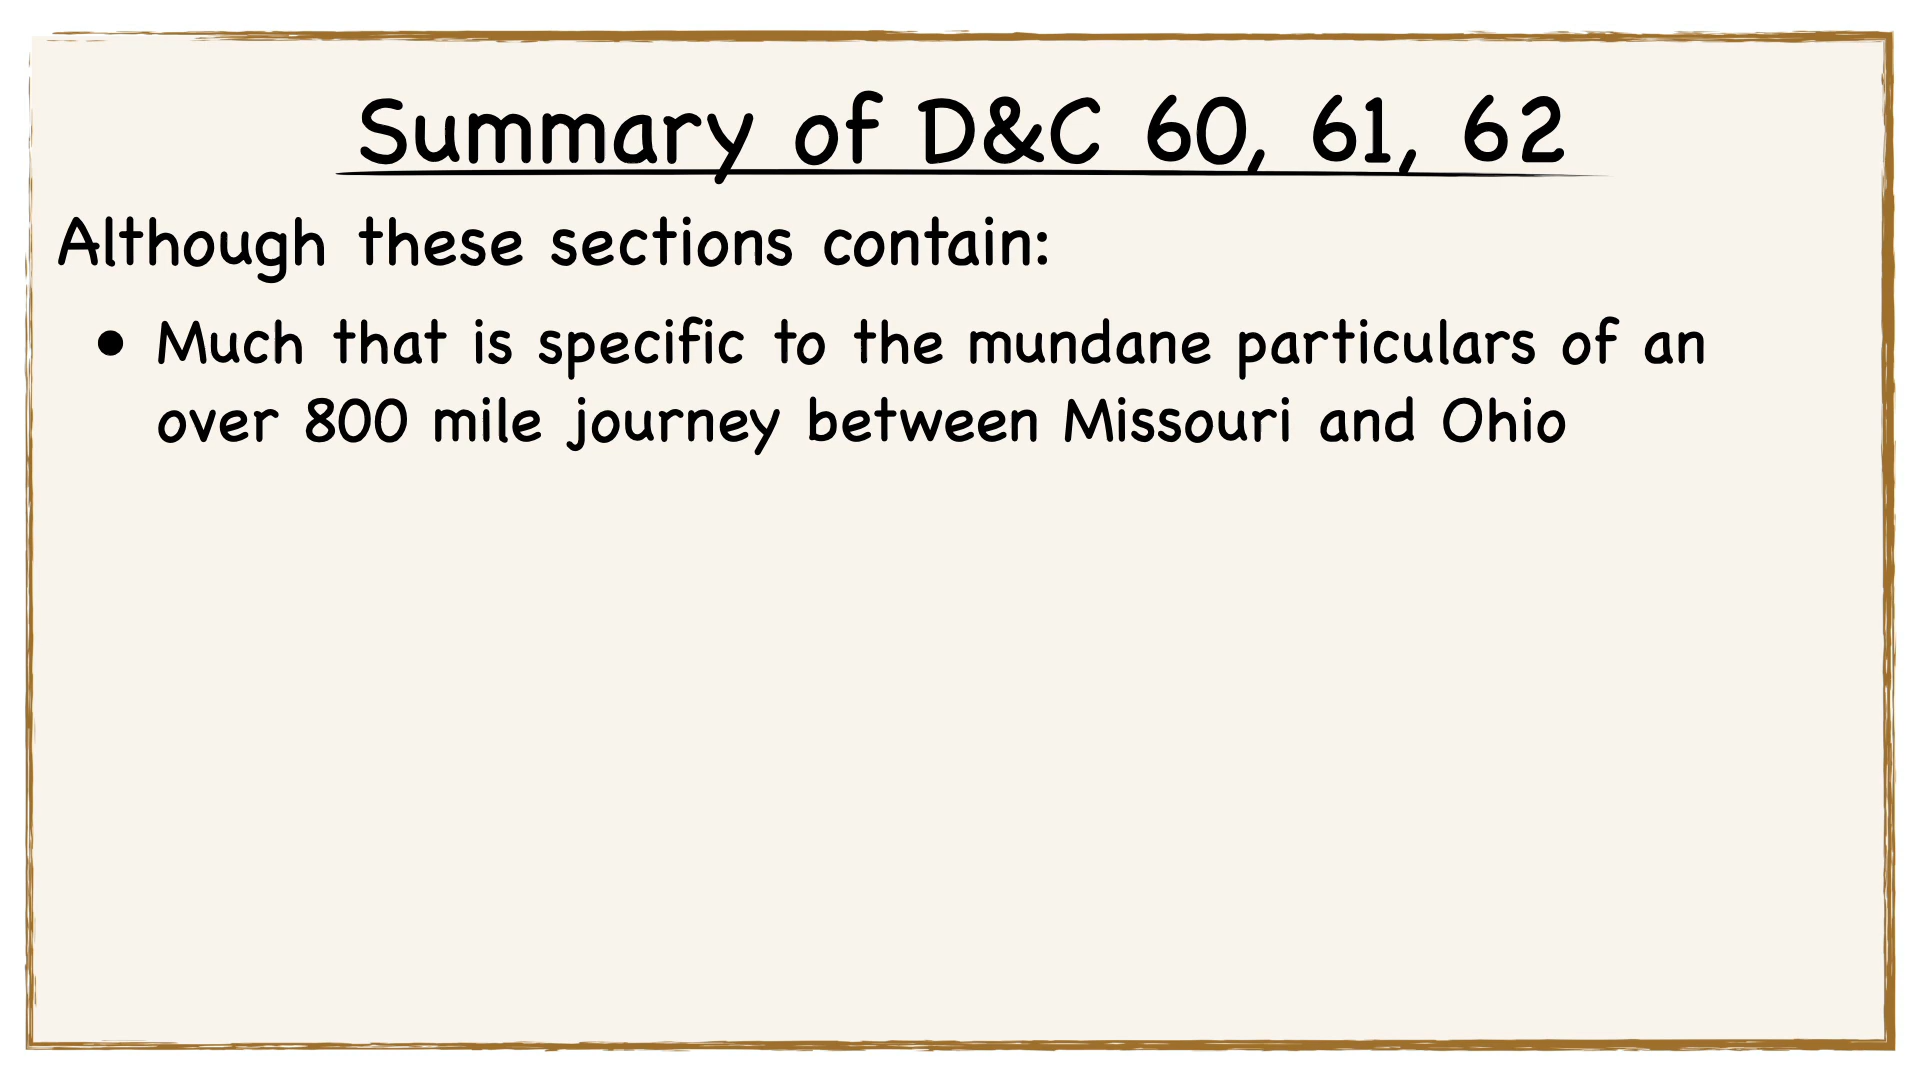 Summary of D&C 60, 61, 62
Although these sections contain:
• Much that is specific to the mundane particulars of an
over 800 mile journey between Missouri and Ohio